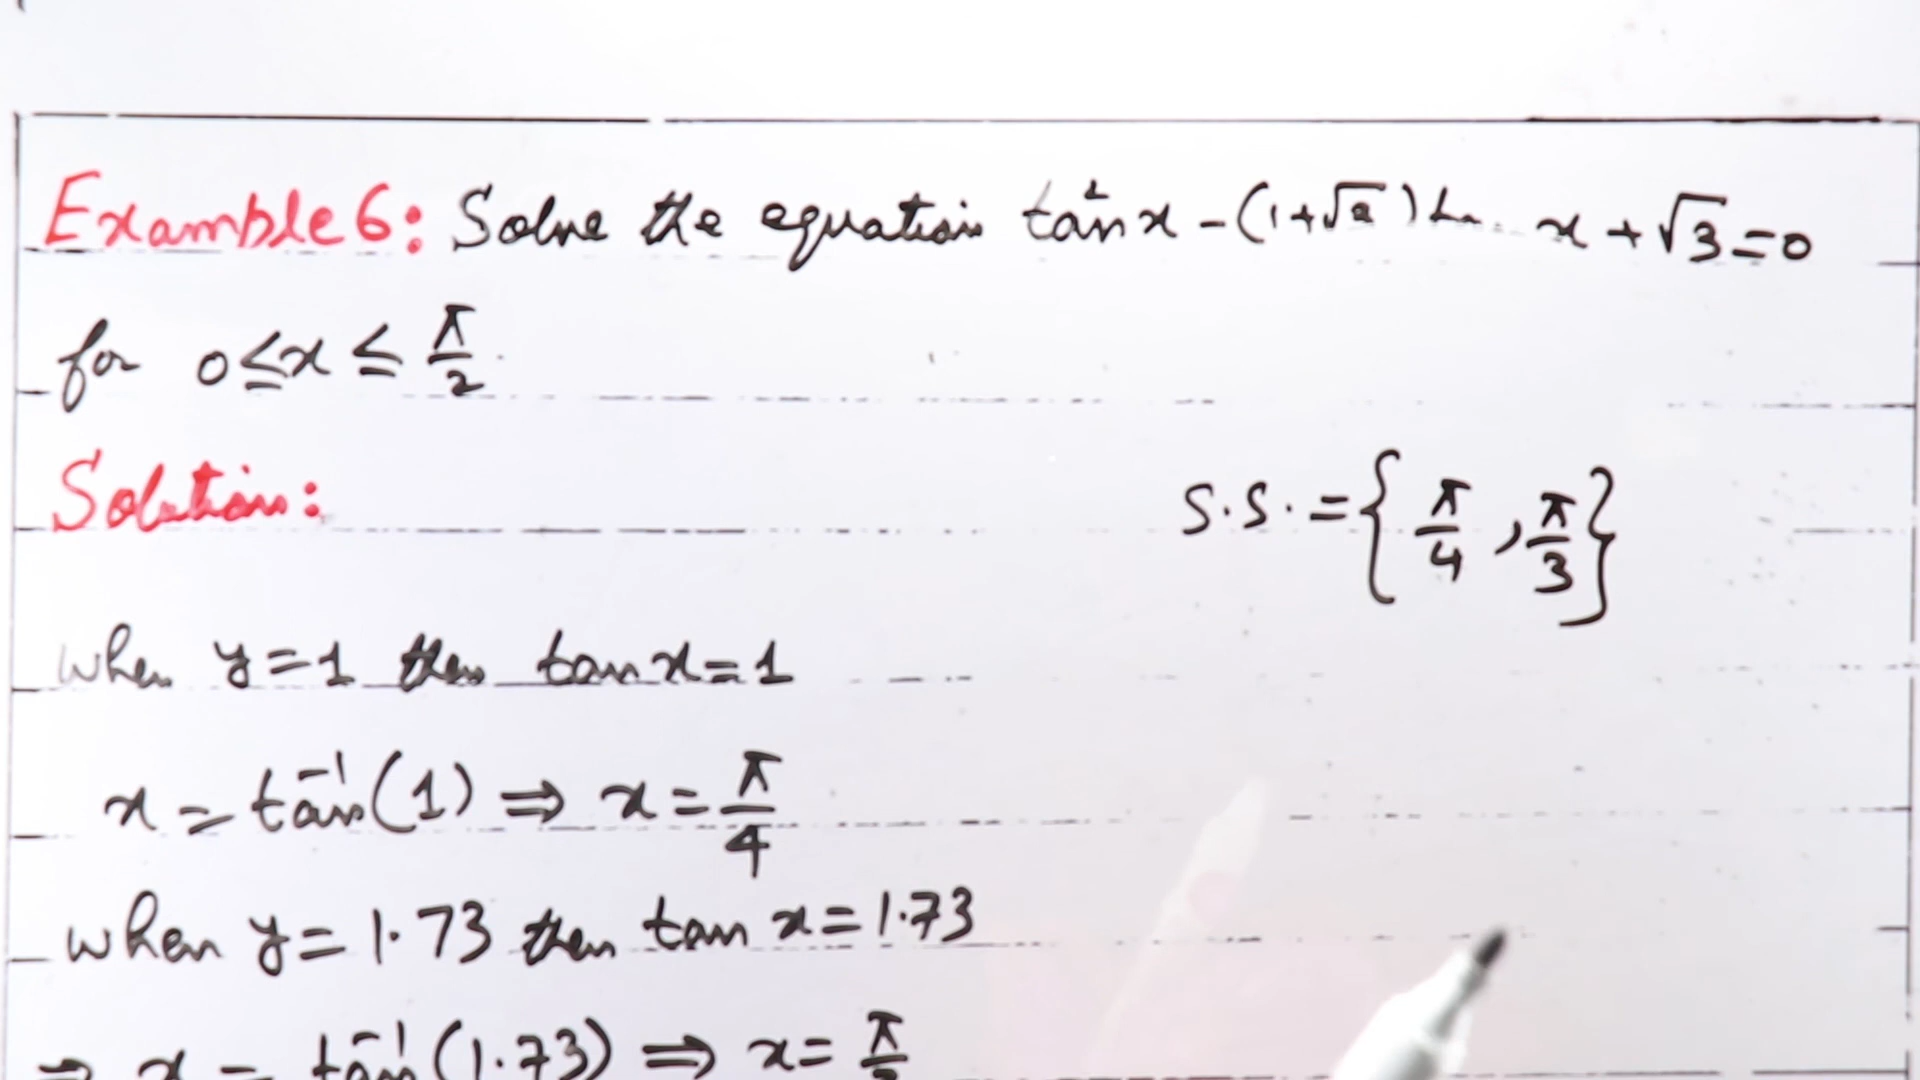 Example 6: Solve the equation tan²x - (1+√3) x + √3 = 0
for 0 ≤ x ≤ π/2
Solution:
S.S. = {π/4, π/3}
when y = 1 then tan x = 1
x = tan⁻¹(1) ⇒ x = π/4
when y = 1.73 then tan x = 1.73
⇒ x = tan⁻¹(1.73) ⇒ x = π/3